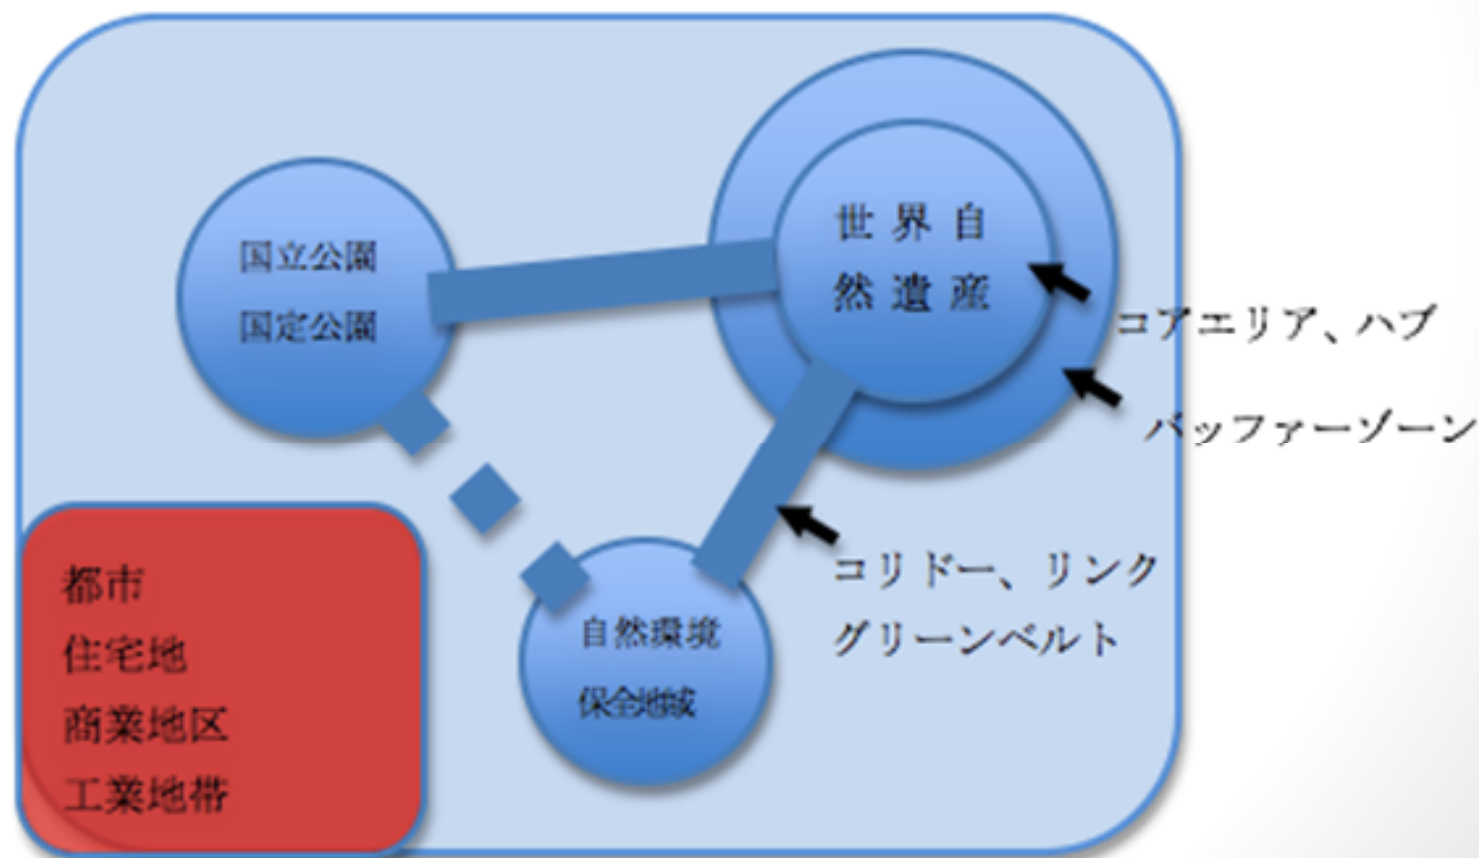 国立公園
国定公園
世界自
然遺産
コアエリア、ハブ
バッファーゾーン
コリドー、リンク
グリーンベルト
自然環境
保全地域
都市
住宅地
商業地区
工業地帯